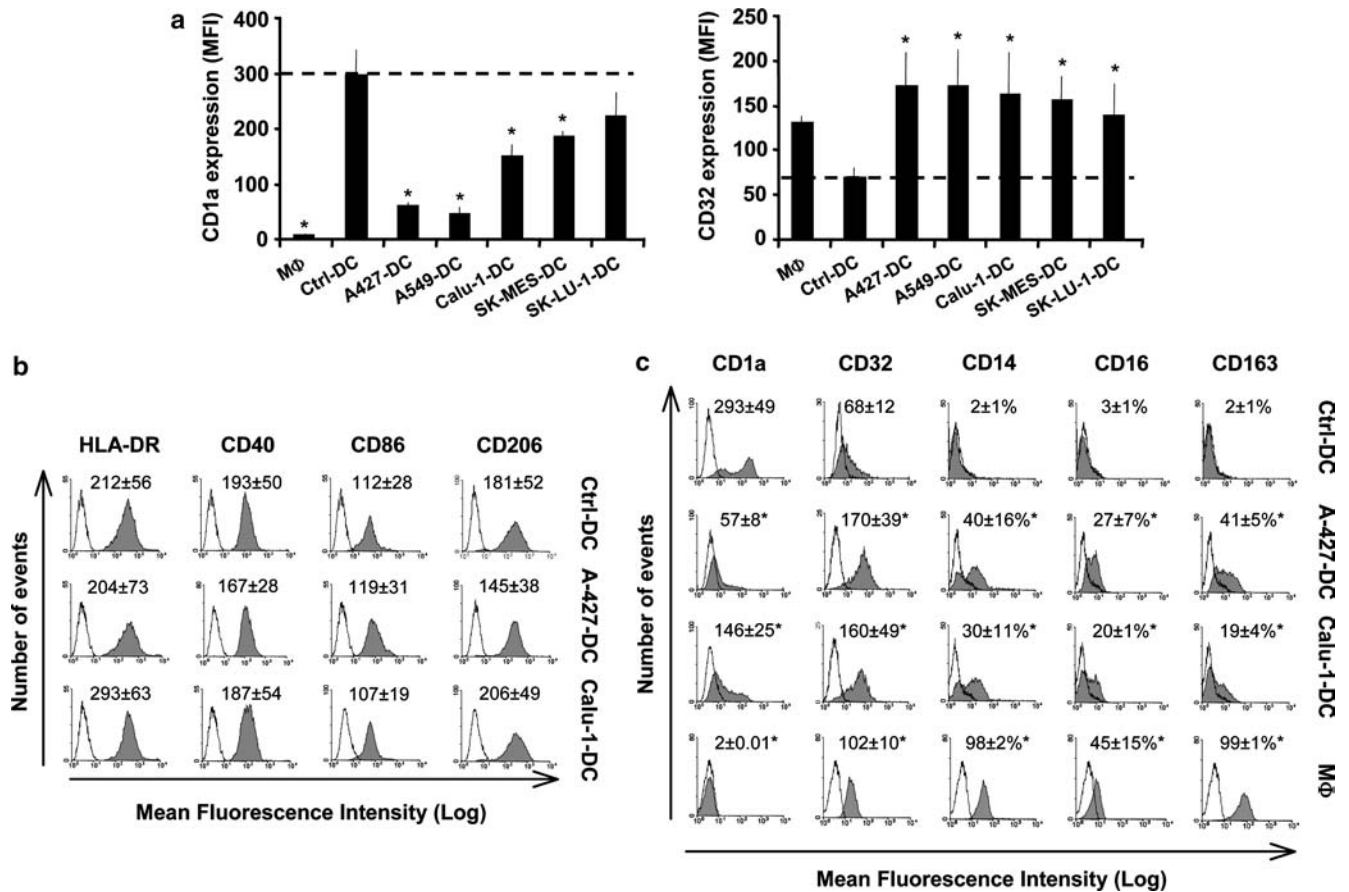 a
CD1a expression (MFI)
400
300
200
100
0
* * * * *
MΦ Ctrl-DC A427-DC A549-DC Calu-1-DC SK-MES-DC SK-LU-1-DC
CD32 expression (MFI)
250
200
150
100
50
0
* * * * *
MΦ Ctrl-DC A427-DC A549-DC Calu-1-DC SK-MES-DC SK-LU-1-DC
b
HLA-DR CD40 CD86 CD206
212±56 193±50 112±28 181±52 Ctrl-DC
204±73 167±28 119±31 145±38 A-427-DC
293±63 187±54 107±19 206±49 Calu-1-DC
Number of events
Mean Fluorescence Intensity (Log)
c
CD1a CD32 CD14 CD16 CD163
293±49 68±12 2±1% 3±1% 2±1% Ctrl-DC
57±8* 170±39* 40±16%* 27±7%* 41±5%* A-427-DC
146±25* 160±49* 30±11%* 20±1%* 19±4%* Calu-1-DC
2±0.01* 102±10* 98±2%* 45±15%* 99±1%* MΦ
Number of events
Mean Fluorescence Intensity (Log)